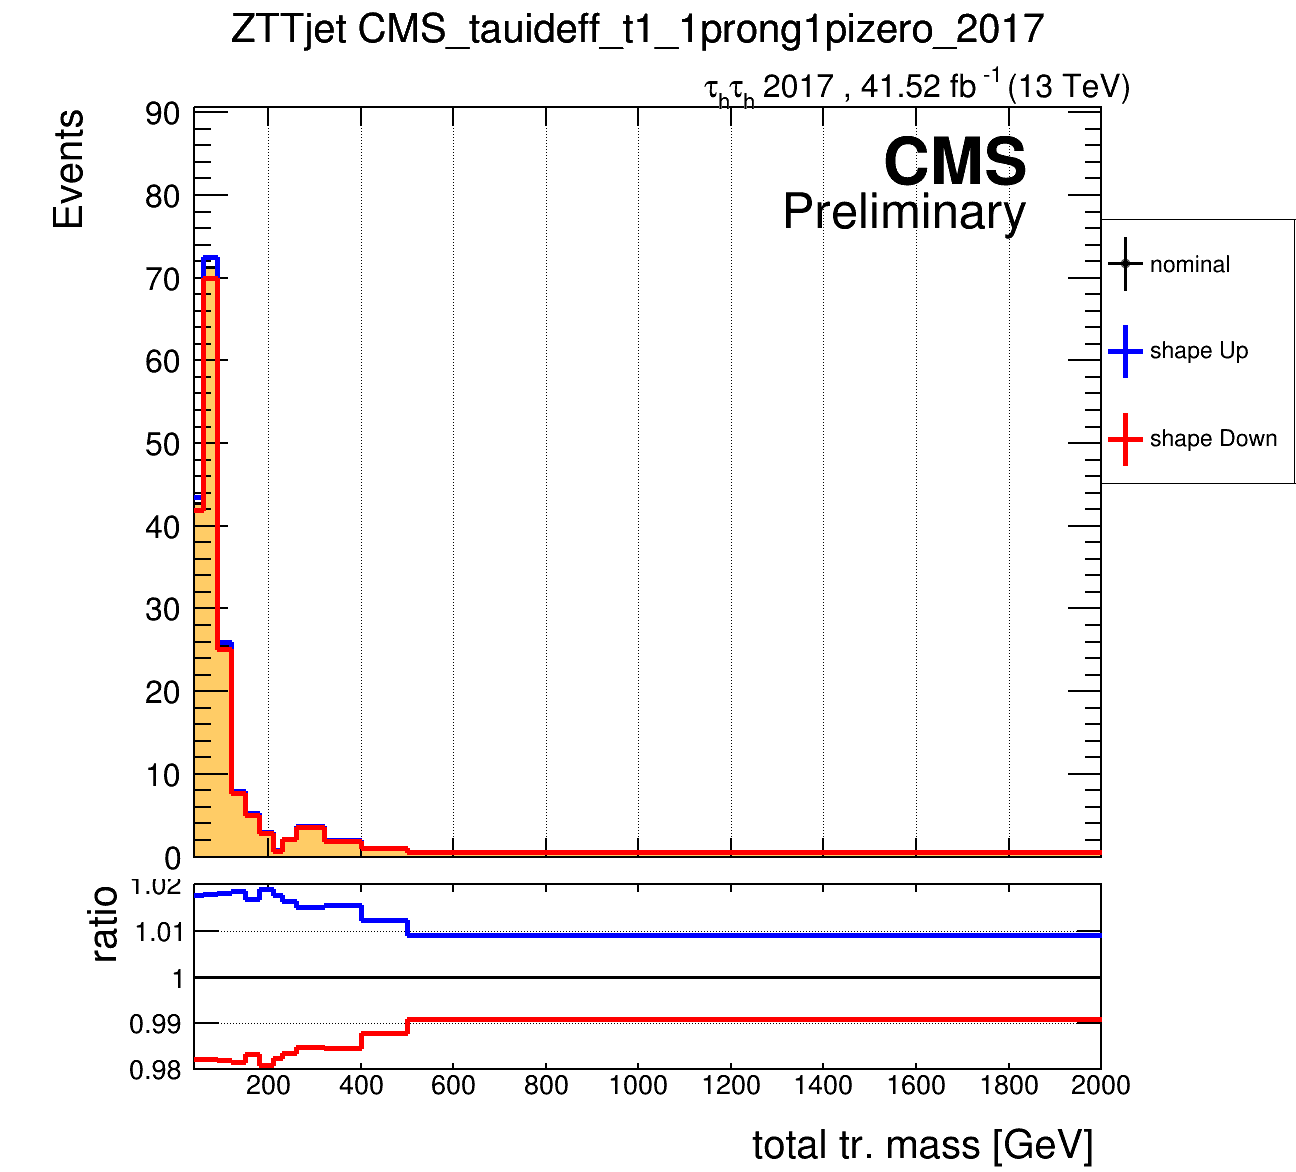 ZTTjet CMS_tauideff_t1_1prong1pizero_2017
τhτh 2017 , 41.52 fb -1 (13 TeV)
Events
90
80
70
60
50
40
30
20
10
0
CMS
Preliminary
nominal
shape Up
shape Down
ratio
1.02
1.01
1
0.99
0.98
200 400 600 800 1000 1200 1400 1600 1800 2000
total tr. mass [GeV]